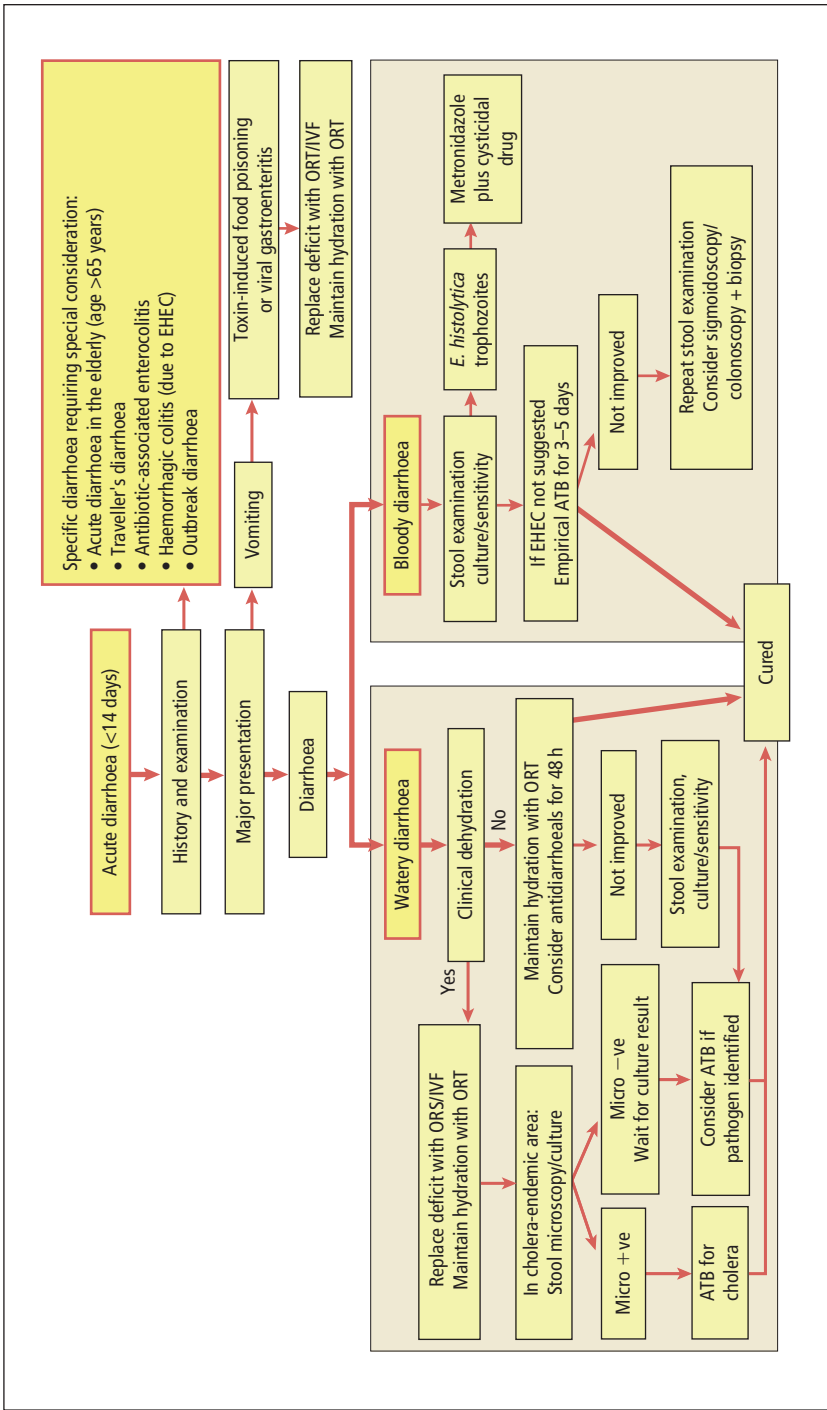 Acute diarrhoea (<14 days)
History and examination
Specific diarrhoea requiring special consideration:
• Acute diarrhoea in the elderly (age >65 years)
• Traveller's diarrhoea
• Antibiotic-associated enterocolitis
• Haemorrhagic colitis (due to EHEC)
• Outbreak diarrhoea
Major presentation
Vomiting
Toxin-induced food poisoning
or viral gastroenteritis
Replace deficit with ORT/IVF
Maintain hydration with ORT
Diarrhoea
Watery diarrhoea
Clinical dehydration
Yes
No
Replace deficit with ORS/IVF
Maintain hydration with ORT
In cholera-endemic area:
Stool microscopy/culture
Micro +ve
ATB for
cholera
Micro −ve
Wait for culture result
Consider ATB if
pathogen identified
Maintain hydration with ORT
Consider antidiarrhoeals for 48 h
Not improved
Stool examination,
culture/sensitivity
Bloody diarrhoea
Stool examination
culture/sensitivity
E. histolytica
trophozoites
Metronidazole
plus cysticidal
drug
If EHEC not suggested
Empirical ATB for 3–5 days
Not improved
Repeat stool examination
Consider sigmoidoscopy/
colonoscopy + biopsy
Cured